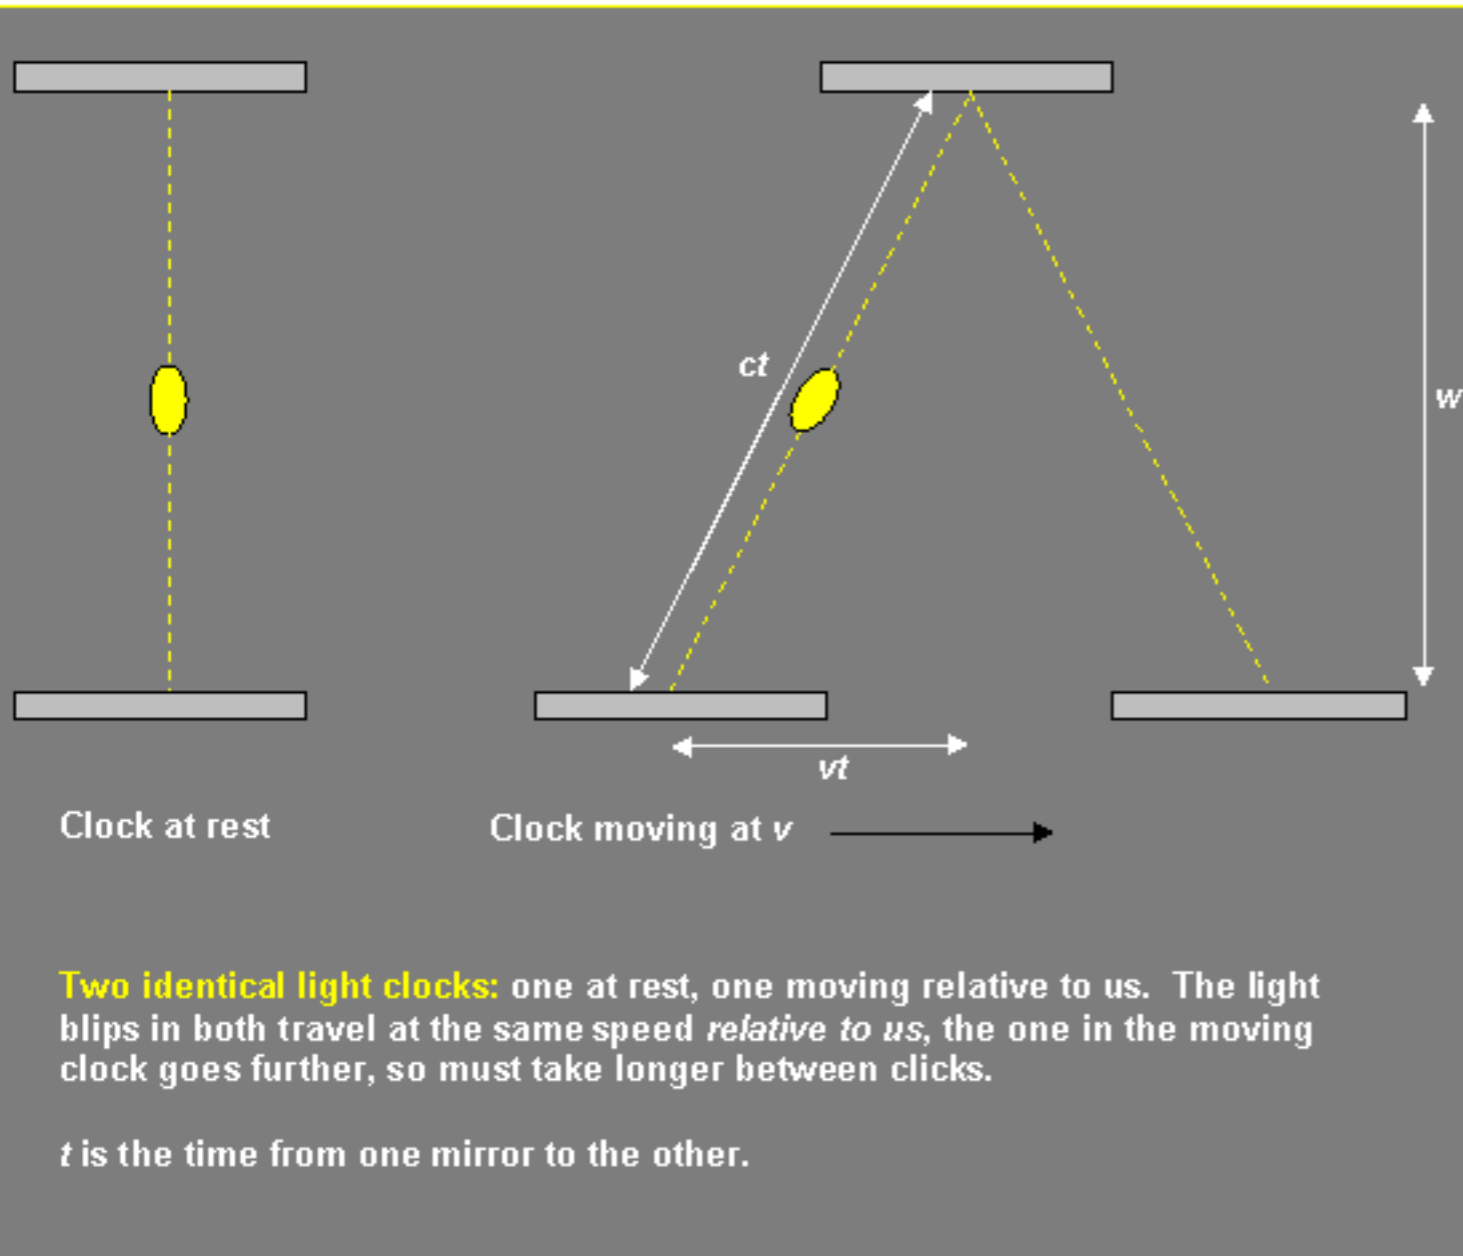 ct
w
vt
Clock at rest
Clock moving at v
Two identical light clocks: one at rest, one moving relative to us. The light
blips in both travel at the same speed relative to us, the one in the moving
clock goes further, so must take longer between clicks.
t is the time from one mirror to the other.